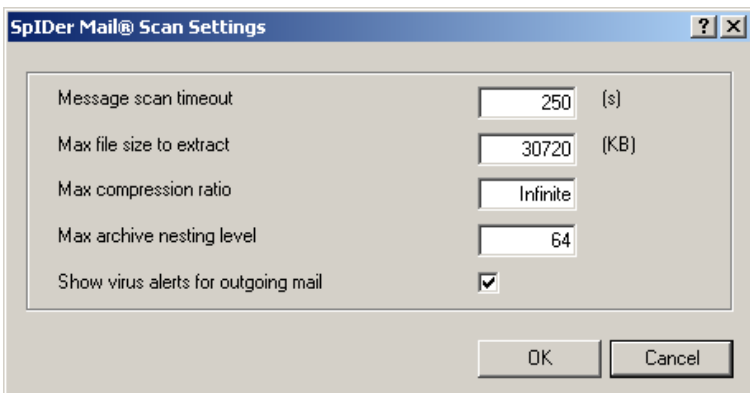 SpIDer Mail® Scan Settings
Message scan timeout 250 (s)
Max file size to extract 30720 (KB)
Max compression ratio Infinite
Max archive nesting level 64
Show virus alerts for outgoing mail
OK Cancel